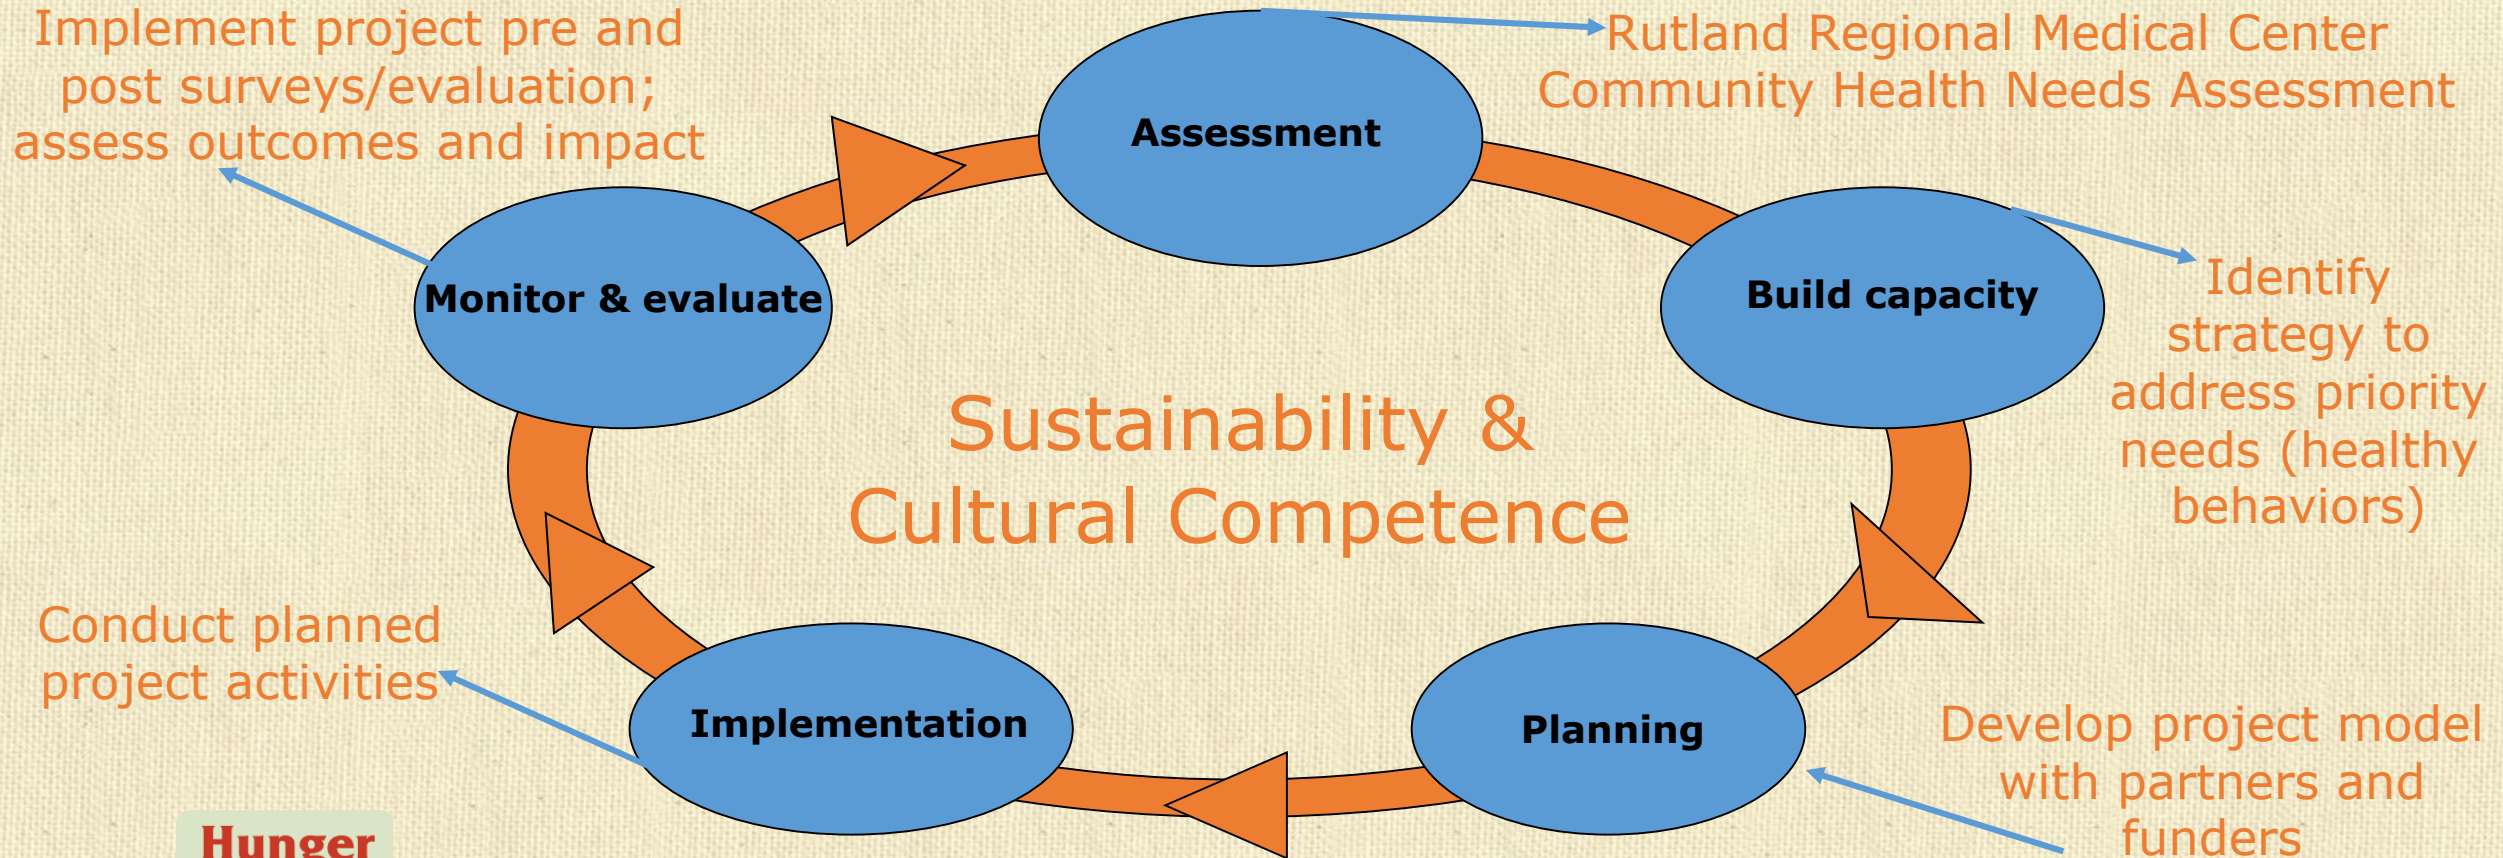 Implement project pre and
post surveys/evaluation;
assess outcomes and impact
Rutland Regional Medical Center
Community Health Needs Assessment
Assessment
Monitor & evaluate
Build capacity
Identify
strategy to
address priority
needs (healthy
behaviors)
Sustainability &
Cultural Competence
Conduct planned
project activities
Implementation
Planning
Develop project model
with partners and
funders
Hunger